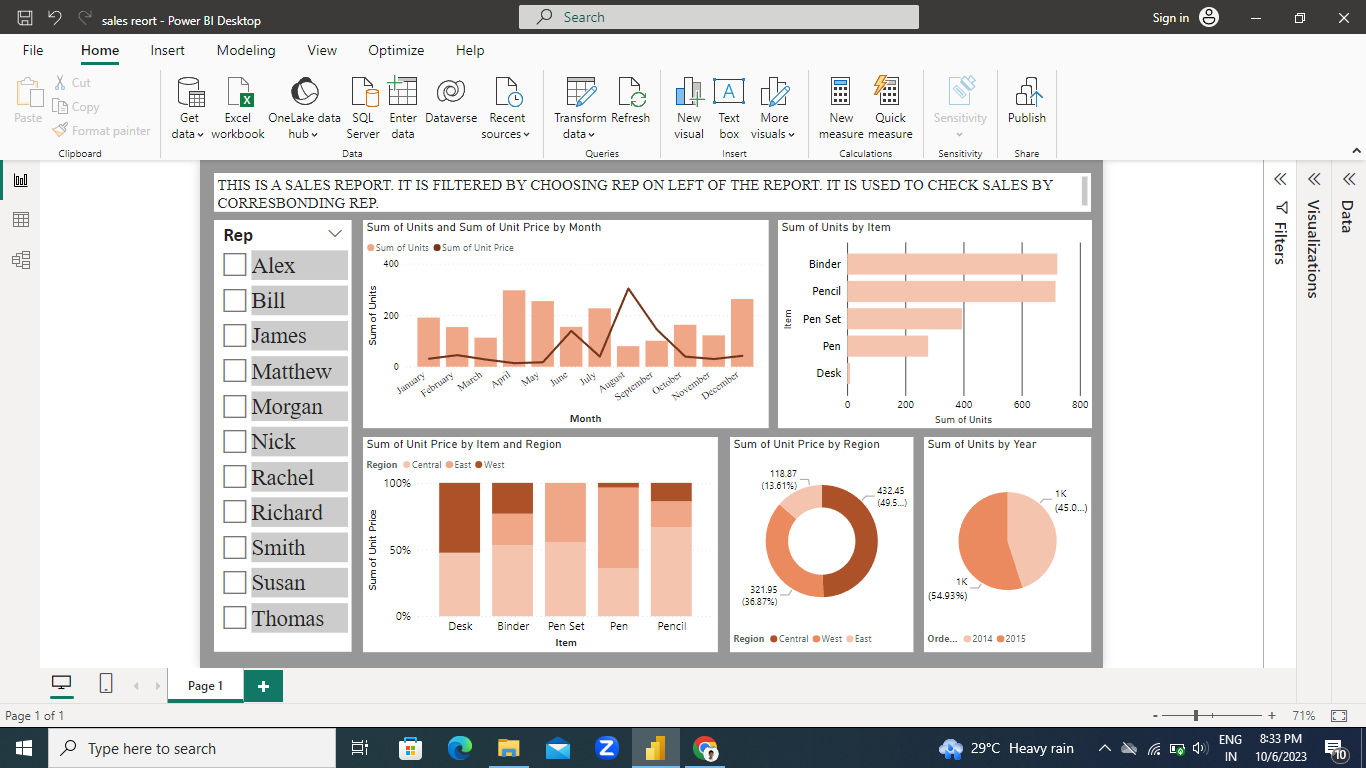 sales reort - Power BI Desktop
Search
Sign in
File Home Insert Modeling View Optimize Help
Paste
Cut
Copy
Format painter
Clipboard
Get data
Excel workbook
OneLake data hub
SQL Server
Enter data
Dataverse
Recent sources
Data
Transform data
Refresh
Queries
New visual
Text box
More visuals
Insert
New measure
Quick measure
Calculations
Sensitivity
Sensitivity
Publish
Share
THIS IS A SALES REPORT. IT IS FILTERED BY CHOOSING REP ON LEFT OF THE REPORT. IT IS USED TO CHECK SALES BY
CORRESBONDING REP.
Rep
Alex
Bill
James
Matthew
Morgan
Nick
Rachel
Richard
Smith
Susan
Thomas
Sum of Units and Sum of Unit Price by Month
Sum of Units Sum of Unit Price
400
200
0
Sum of Units
January February March April May June July August September October November December
Month
Sum of Units by Item
Item
Binder
Pencil
Pen Set
Pen
Desk
0 200 400 600 800
Sum of Units
Sum of Unit Price by Item and Region
Region Central East West
100%
50%
0%
Sum of Unit Price
Desk Binder Pen Set Pen Pencil
Item
Sum of Unit Price by Region
118.87
(13.61%)
432.45
(49.5...)
321.95
(36.87%)
Region Central West East
Sum of Units by Year
1K
(45.0...)
1K
(54.93%)
Orde... 2014 2015
Filters
Visualizations
Data
Page 1
Page 1 of 1
- + 71%
Type here to search
29°C Heavy rain
ENG
IN
8:33 PM
10/6/2023
10